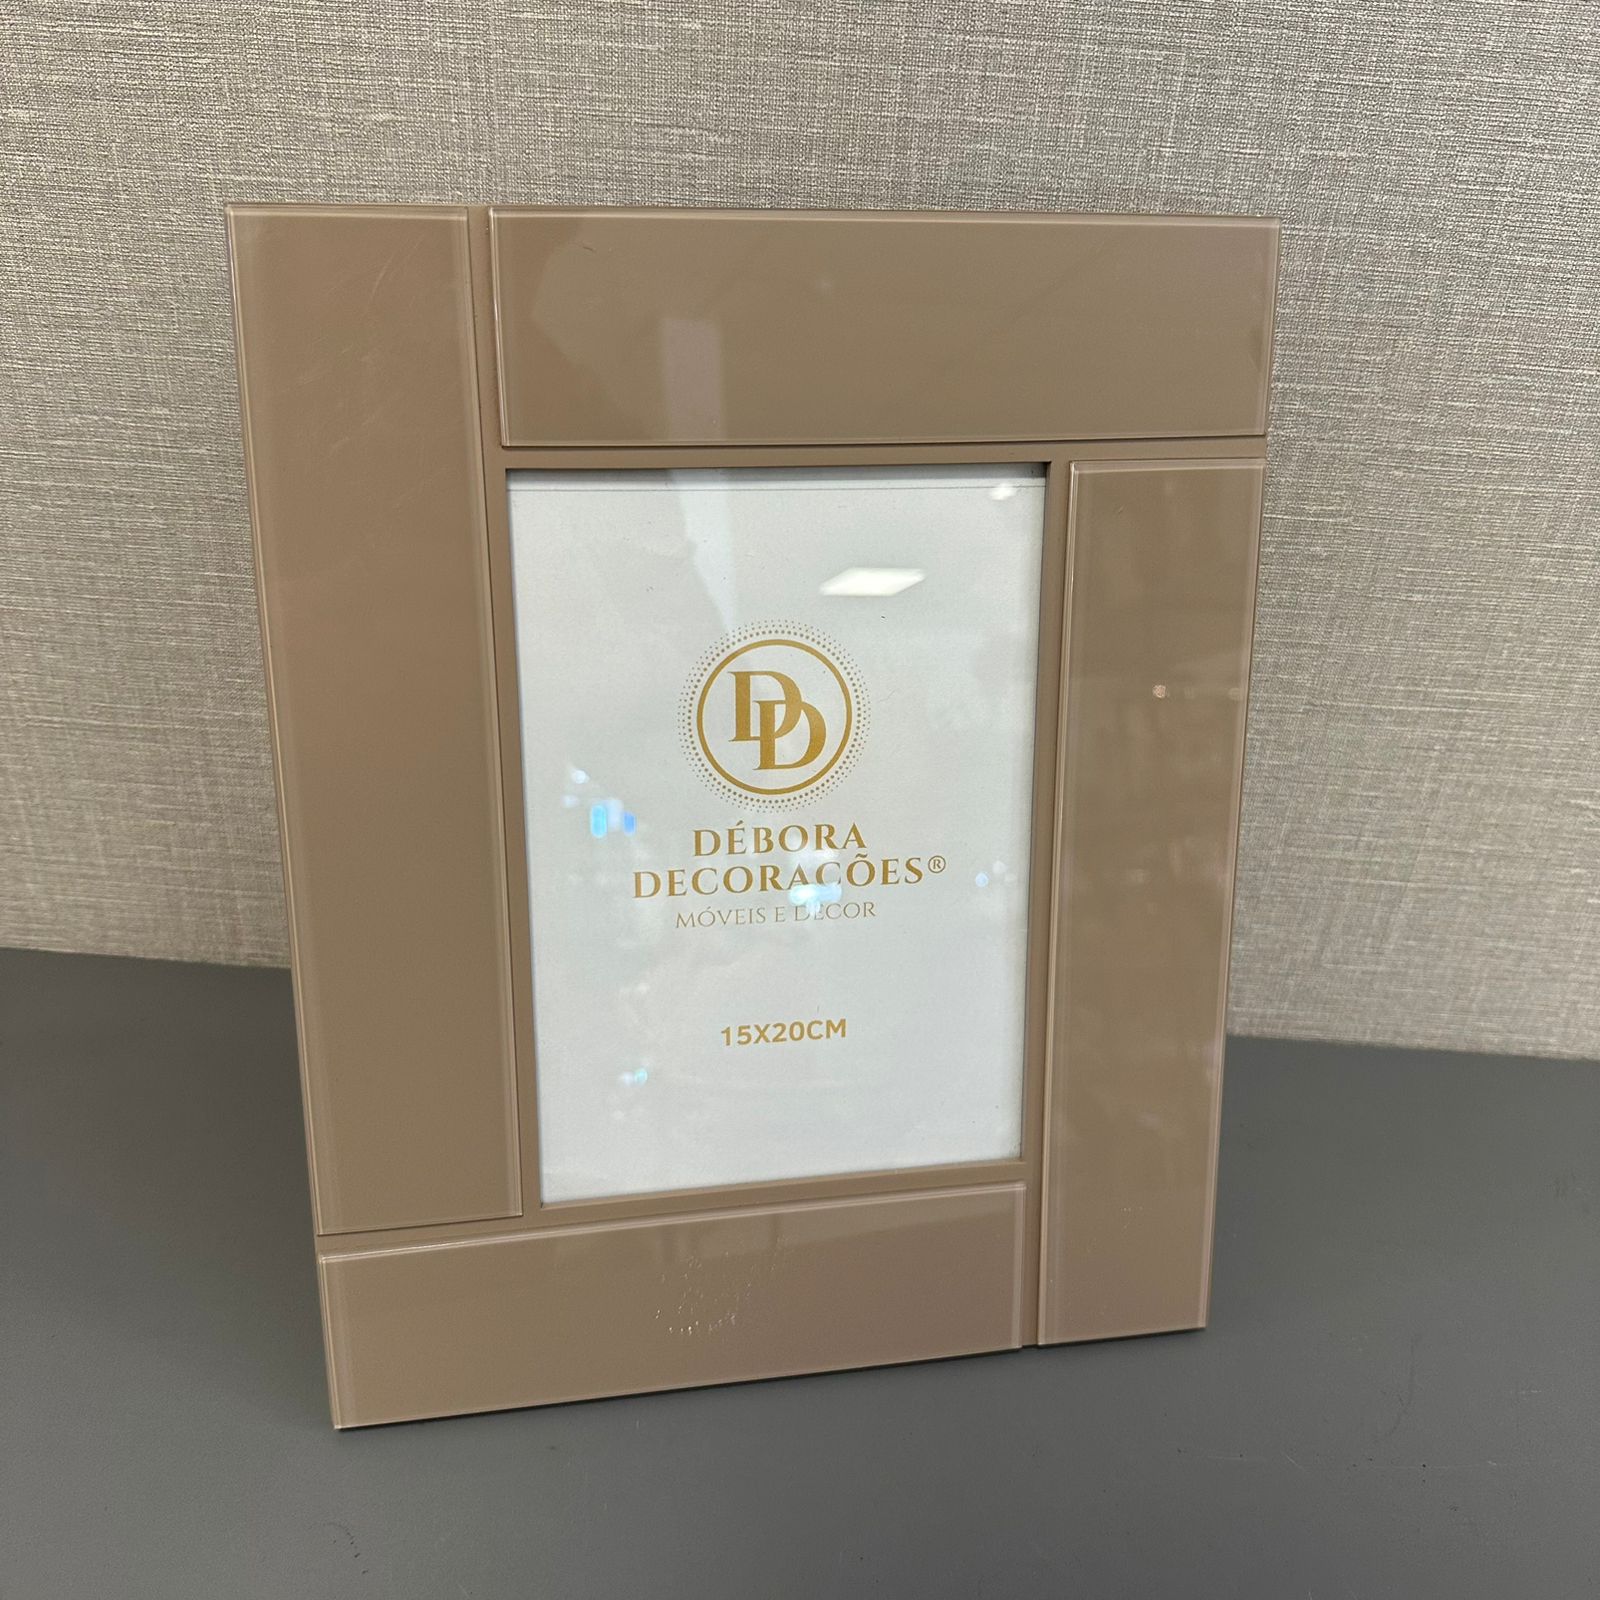 DD
DÉBORA
DECORAÇÕES®
MÓVEIS E DECOR
15X20CM